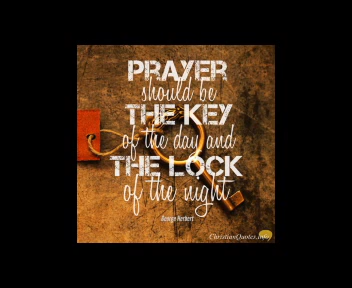 PRAYER
should be
THE KEY
of the day and
THE LOCK
of the night
George Herbert
ChristianQuotes.info